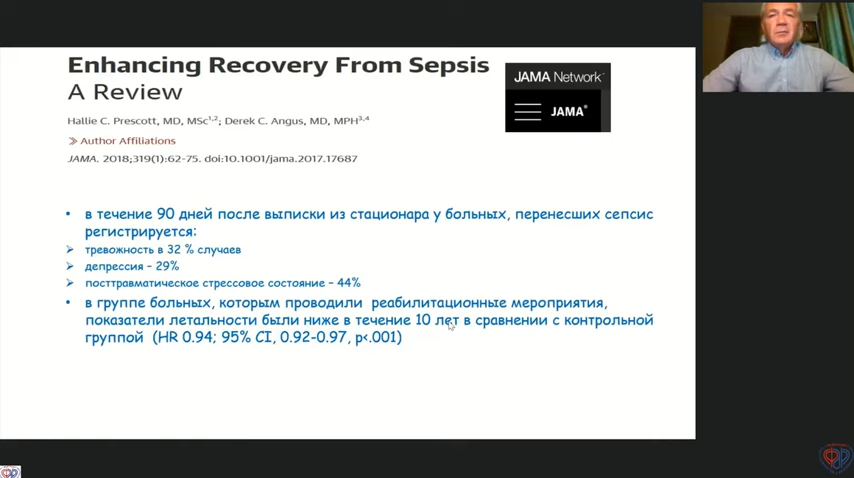 Enhancing Recovery From Sepsis
A Review
JAMA Network™
JAMA®
Hallie C. Prescott, MD, MSc1,2; Derek C. Angus, MD, MPH3,4
≫ Author Affiliations
JAMA. 2018;319(1):62-75. doi:10.1001/jama.2017.17687
• в течение 90 дней после выписки из стационара у больных, перенесших сепсис
регистрируется:
➢ тревожность в 32 % случаев
➢ депрессия – 29%
➢ посттравматическое стрессовое состояние – 44%
• в группе больных, которым проводили реабилитационные мероприятия,
показатели летальности были ниже в течение 10 лет в сравнении с контрольной
группой (HR 0.94; 95% CI, 0.92-0.97, p<.001)